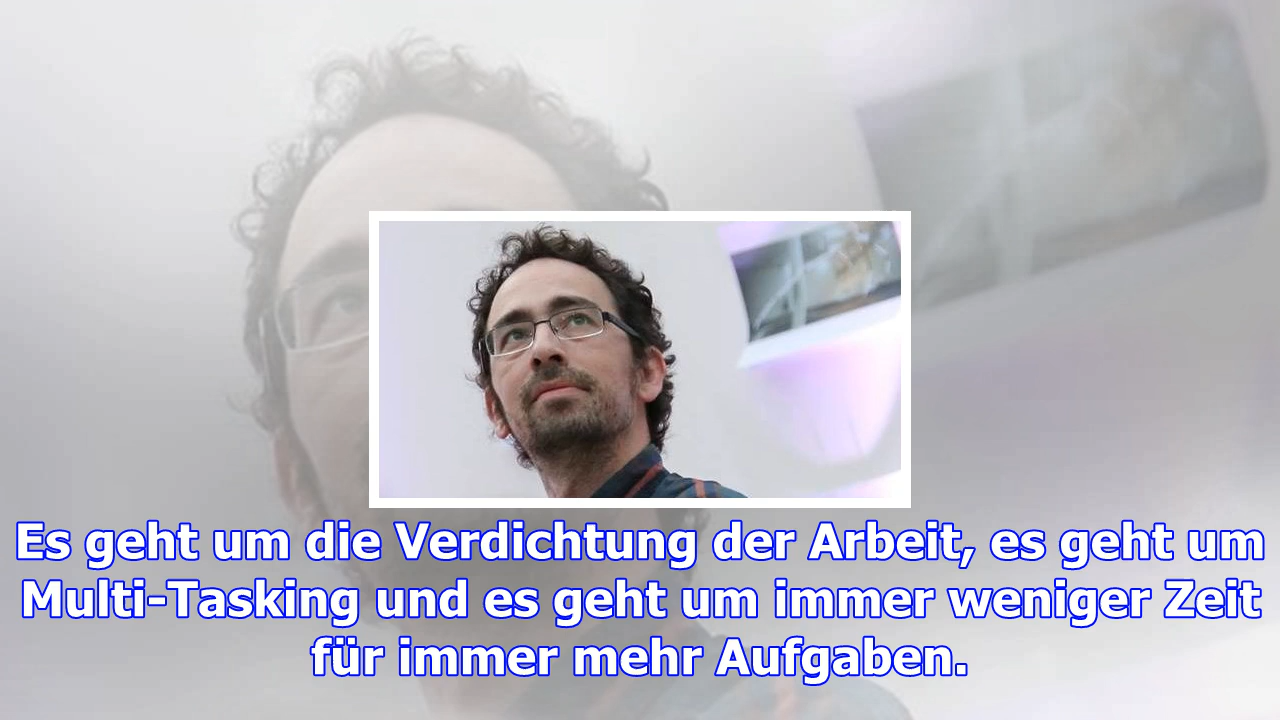 Es geht um die Verdichtung der Arbeit, es geht um
Multi-Tasking und es geht um immer weniger Zeit
für immer mehr Aufgaben.